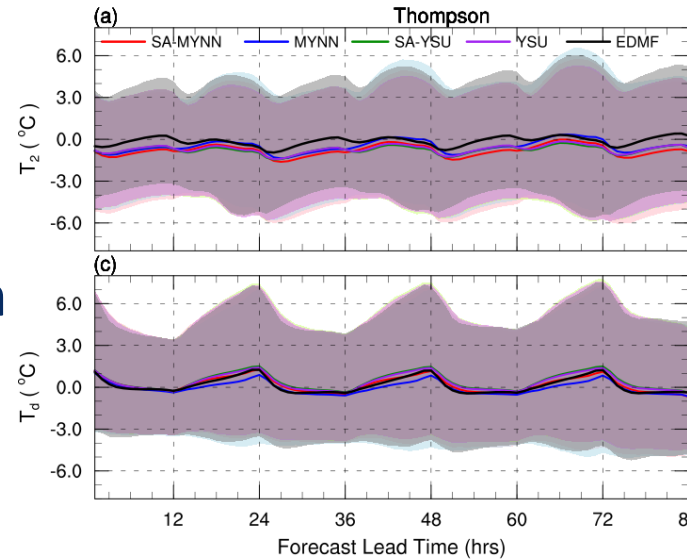 Thompson
(a)
SA-MYNN MYNN SA-YSU YSU EDMF
6.0
3.0
0.0
-3.0
-6.0
T2 (°C)
(c)
6.0
3.0
0.0
-3.0
-6.0
Td (°C)
n
12 24 36 48 60 72 8
Forecast Lead Time (hrs)